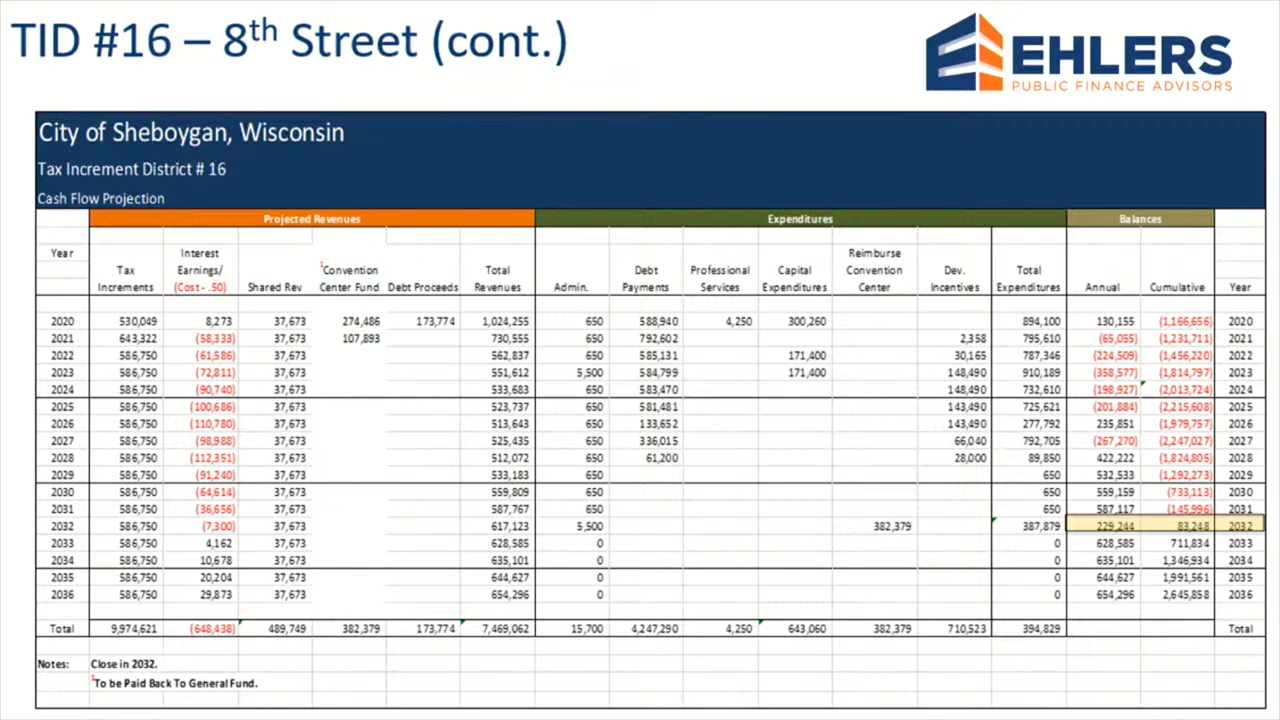 TID #16 – 8th Street (cont.)
EHLERS
PUBLIC FINANCE ADVISORS
City of Sheboygan, Wisconsin
Tax Increment District # 16
Cash Flow Projection
Projected Revenues Expenditures Balances
Year Interest Reimburse
Tax Earnings/ 1Convention Total Debt Professional Capital Convention Dev. Total
Increments (Cost - .50) Shared Rev Center Fund Debt Proceeds Revenues Admin. Payments Services Expenditures Center Incentives Expenditures Annual Cumulative Year
2020 530,049 8,273 37,673 274,486 173,774 1,024,255 650 588,940 4,250 300,260 894,100 130,155 (1,166,656) 2020
2021 643,322 (58,333) 37,673 107,893 730,555 650 792,602 2,358 795,610 (65,055) (1,231,711) 2021
2022 586,750 (61,586) 37,673 562,837 650 585,131 171,400 30,165 787,346 (224,509) (1,456,220) 2022
2023 586,750 (72,811) 37,673 551,612 5,500 584,799 171,400 148,490 910,189 (358,577) (1,814,797) 2023
2024 586,750 (90,740) 37,673 533,683 650 583,470 148,490 732,610 (198,927) (2,013,724) 2024
2025 586,750 (100,686) 37,673 523,737 650 581,481 143,490 725,621 (201,884) (2,215,608) 2025
2026 586,750 (110,780) 37,673 513,643 650 133,652 143,490 277,792 235,851 (1,979,757) 2026
2027 586,750 (98,988) 37,673 525,435 650 336,015 66,040 792,705 (267,270) (2,247,027) 2027
2028 586,750 (112,351) 37,673 512,072 650 61,200 28,000 89,850 422,222 (1,824,805) 2028
2029 586,750 (91,240) 37,673 533,183 650 650 532,533 (1,292,273) 2029
2030 586,750 (64,614) 37,673 559,809 650 650 559,159 (733,113) 2030
2031 586,750 (36,656) 37,673 587,767 650 650 587,117 (145,996) 2031
2032 586,750 (7,300) 37,673 617,123 5,500 382,379 387,879 229,244 83,248 2032
2033 586,750 4,162 37,673 628,585 0 0 628,585 711,834 2033
2034 586,750 10,678 37,673 635,101 0 0 635,101 1,346,934 2034
2035 586,750 20,204 37,673 644,627 0 0 644,627 1,991,561 2035
2036 586,750 29,873 37,673 654,296 0 0 654,296 2,645,858 2036
Total 9,974,621 (648,438) 489,749 382,379 173,774 7,469,062 15,700 4,247,290 4,250 643,060 382,379 710,523 394,829 Total
Notes: Close in 2032.
1To be Paid Back To General Fund.